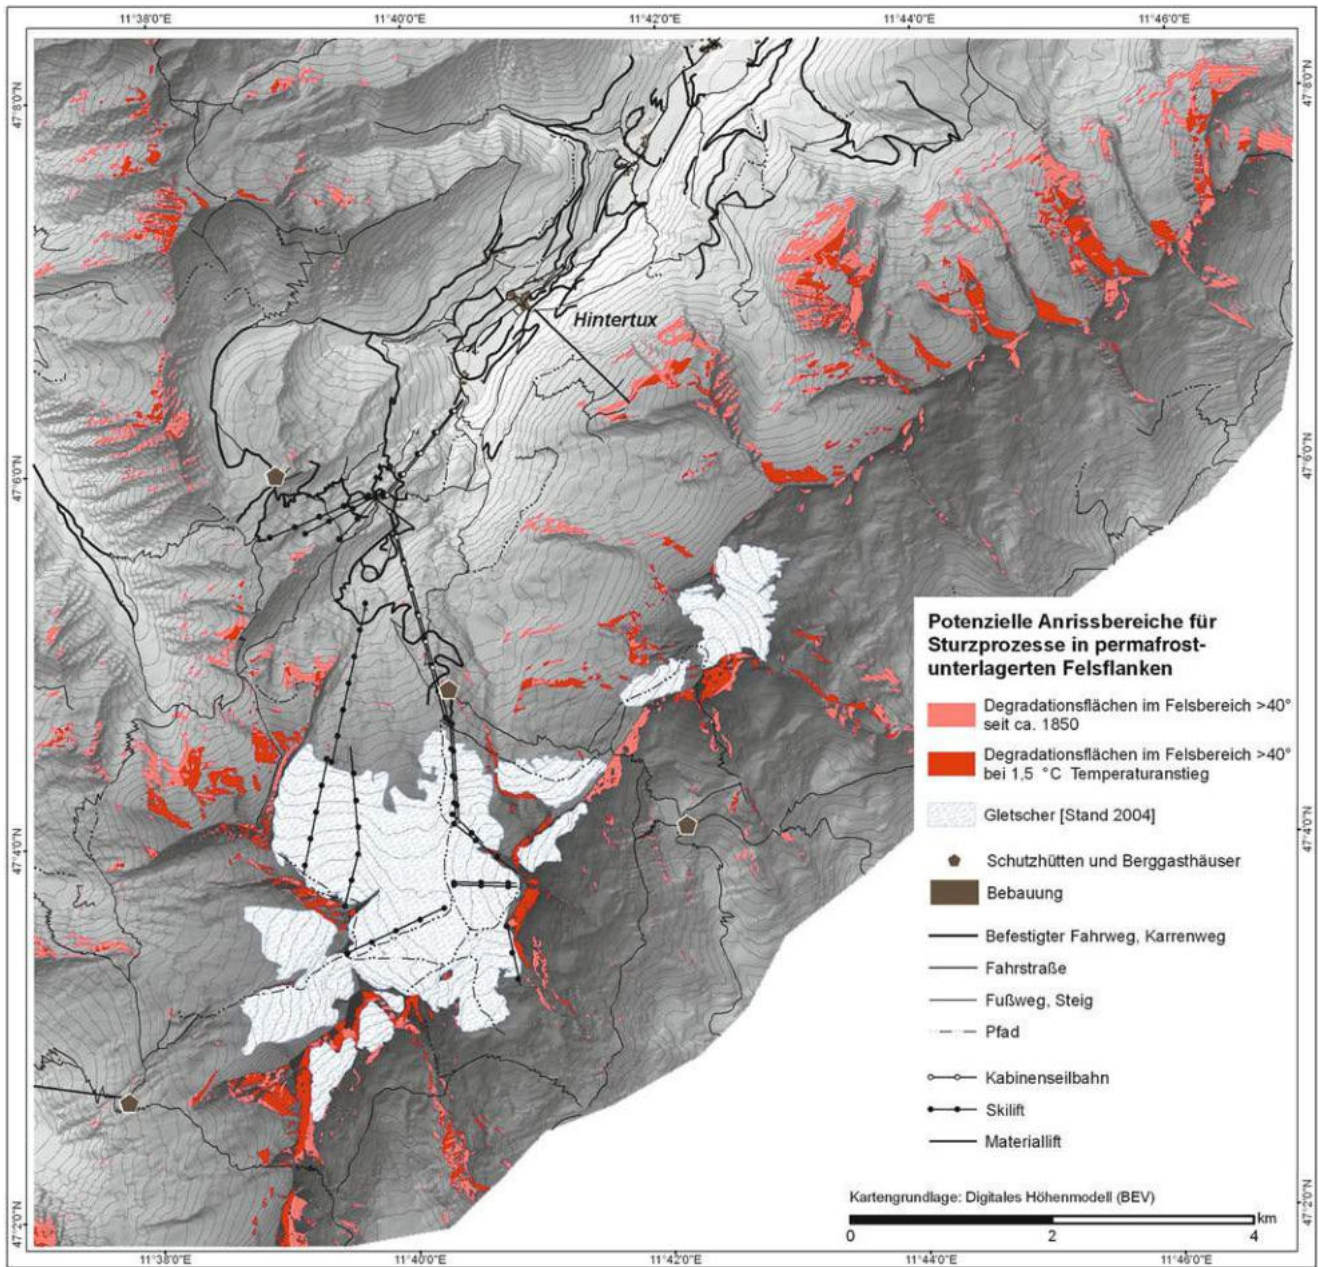 11°38'0"E 11°40'0"E 11°42'0"E 11°44'0"E 11°46'0"E
47°8'0"N 47°8'0"N
Hintertux
47°6'0"N 47°6'0"N
Potenzielle Anrissbereiche für
Sturzprozesse in permafrost-
unterlagerten Felsflanken
Degradationsflächen im Felsbereich >40°
seit ca. 1850
Degradationsflächen im Felsbereich >40°
bei 1,5 °C Temperaturanstieg
Gletscher [Stand 2004]
47°4'0"N 47°4'0"N
Schutzhütten und Berggasthäuser
Bebauung
Befestigter Fahrweg, Karrenweg
Fahrstraße
Fußweg, Steig
Pfad
Kabinenseilbahn
Skilift
Materiallift
Kartengrundlage: Digitales Höhenmodell (BEV)
km
0 2 4
47°2'0"N 47°2'0"N
11°38'0"E 11°40'0"E 11°42'0"E 11°44'0"E 11°46'0"E